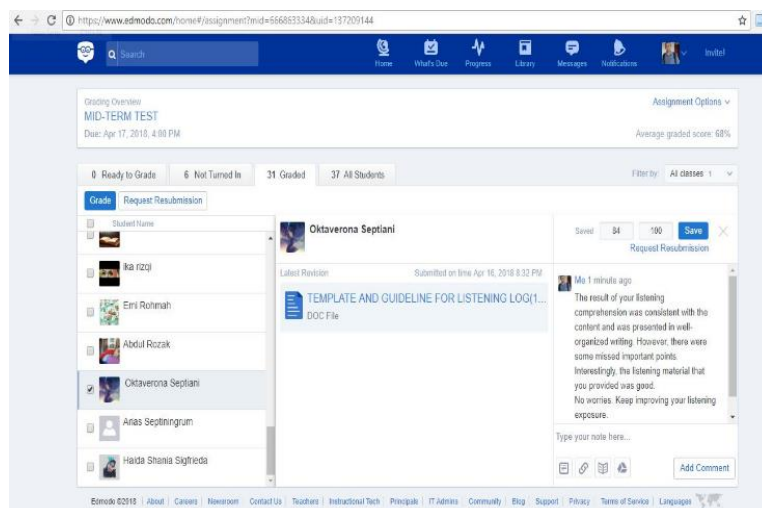 https://www.edmodo.com/home#/assignment?mid=666863334&uid=137209144
Search
Home What's Due Progress Library Messages Notifications Invite!
Grading Overview
MID-TERM TEST
Due: Apr 17, 2018, 4:00 PM
Assignment Options
Average graded score: 68%
0 Ready to Grade 6 Not Turned In 31 Graded 37 All Students
Filter by All classes 1
Grade Request Resubmission
Student Name
ika rizqi
Erni Rohmah
Abdul Rozak
Oktaverona Septiani
Anas Septiningrum
Haida Shania Sigfrieda
Oktaverona Septiani
Latest Revision Submitted on time Apr 16, 2018 8:32 PM
TEMPLATE AND GUIDELINE FOR LISTENING LOG(1...
DOC File
Saved 84 100 Save
Request Resubmission
Me 1 minute ago
The result of your listening
comprehension was consistent with the
content and was presented in well-
organized writing. However, there were
some missed important points.
Interestingly, the listening material that
you provided was good.
No worries. Keep improving your listening
exposure.
Type your note here...
Add Comment
Edmodo ©2018 About Careers Newsroom Contact Us Teachers Instructional Tech Principals IT Admins Community Blog Support Privacy Terms of Service Languages